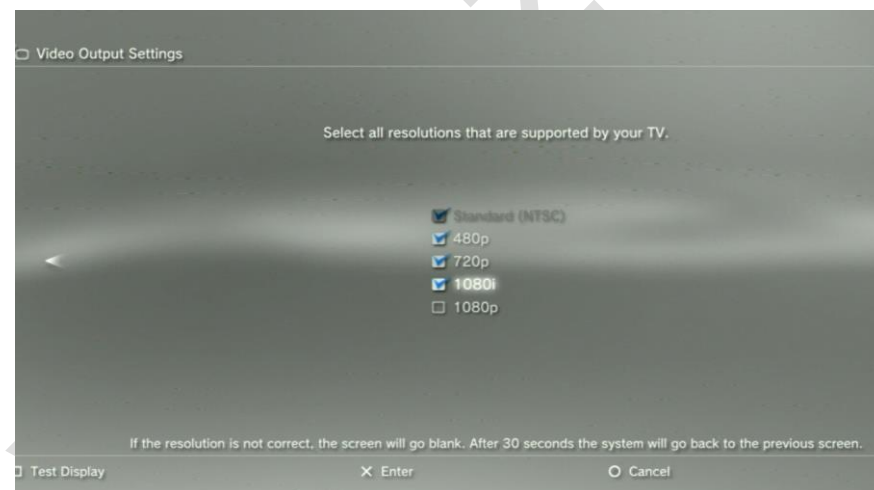 Video Output Settings
Select all resolutions that are supported by your TV.
Standard (NTSC)
480p
720p
1080i
1080p
If the resolution is not correct, the screen will go blank. After 30 seconds the system will go back to the previous screen.
Test Display
X Enter
O Cancel